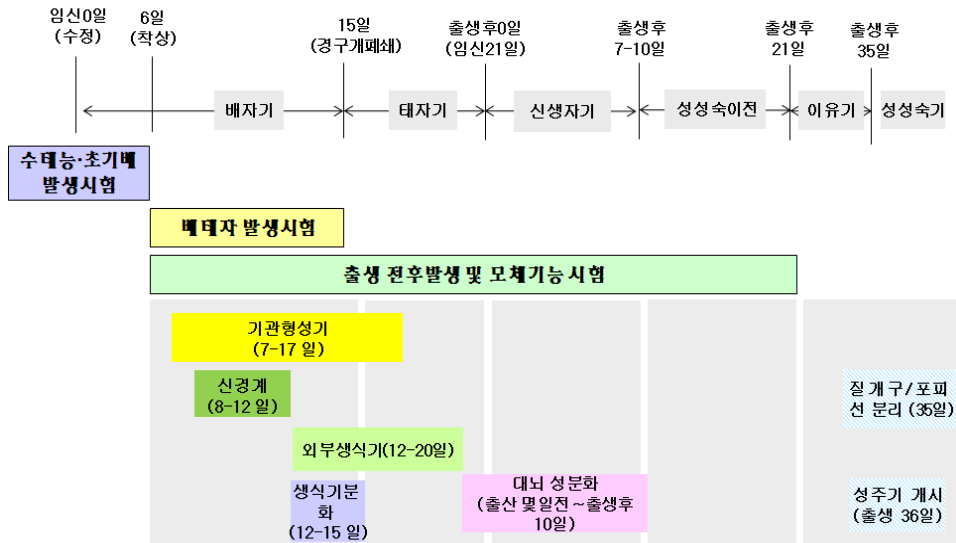 임신0일
(수정)
6일
(착상)
15일
(경구개폐쇄)
출생후0일
(임신21일)
출생후
7-10일
출생후
21일
출생후
35일
배자기
태자기
신생자기
성성숙이전
이유기
성성숙기
수태능·초기배
발생시험
배태자 발생시험
출생 전후발생 및 모체기능시험
기관형성기
(7-17 일)
신경계
(8-12 일)
질개구/포피
선 분리 (35일)
외부생식기(12-20일)
생식기분
화
(12-15 일)
대뇌 성분화
(출산 몇일전~출생후
10일)
성주기 개시
(출생 36일)